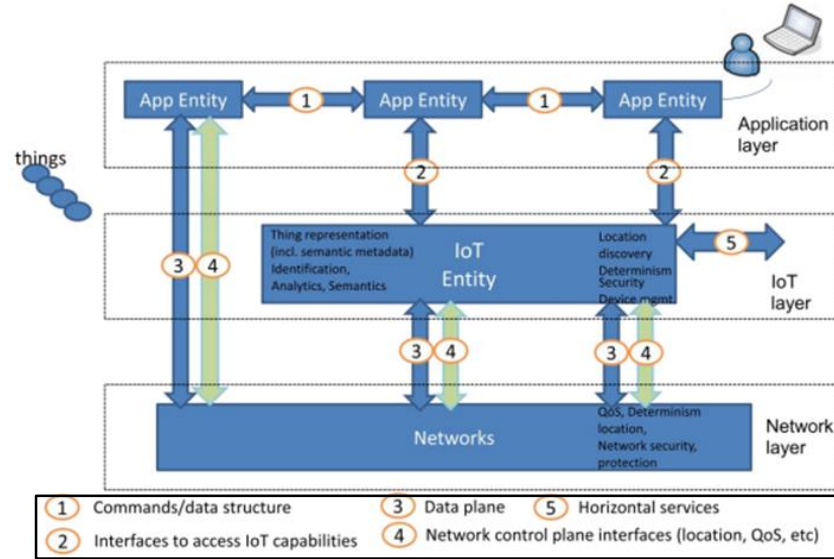 App Entity
1
App Entity
1
App Entity
Application
layer
things
2
2
Thing representation
(incl. semantic metadata)
Identification,
Analytics, Semantics
IoT
Entity
Location
discovery
Determinism
Security
Device mgmt.
5
IoT
layer
3
4
3
4
3
4
Networks
QoS, Determinism
location,
Network security,
protection
Network
layer
1 Commands/data structure
3 Data plane
5 Horizontal services
2 Interfaces to access IoT capabilities
4 Network control plane interfaces (location, QoS, etc)